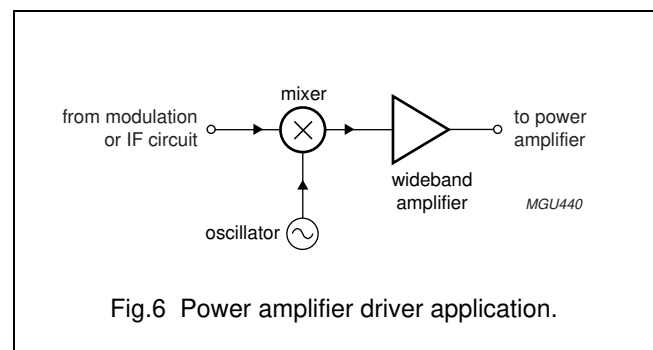 mixer
from modulation
or IF circuit
to power
amplifier
wideband
amplifier
MGU440
oscillator
Fig.6 Power amplifier driver application.